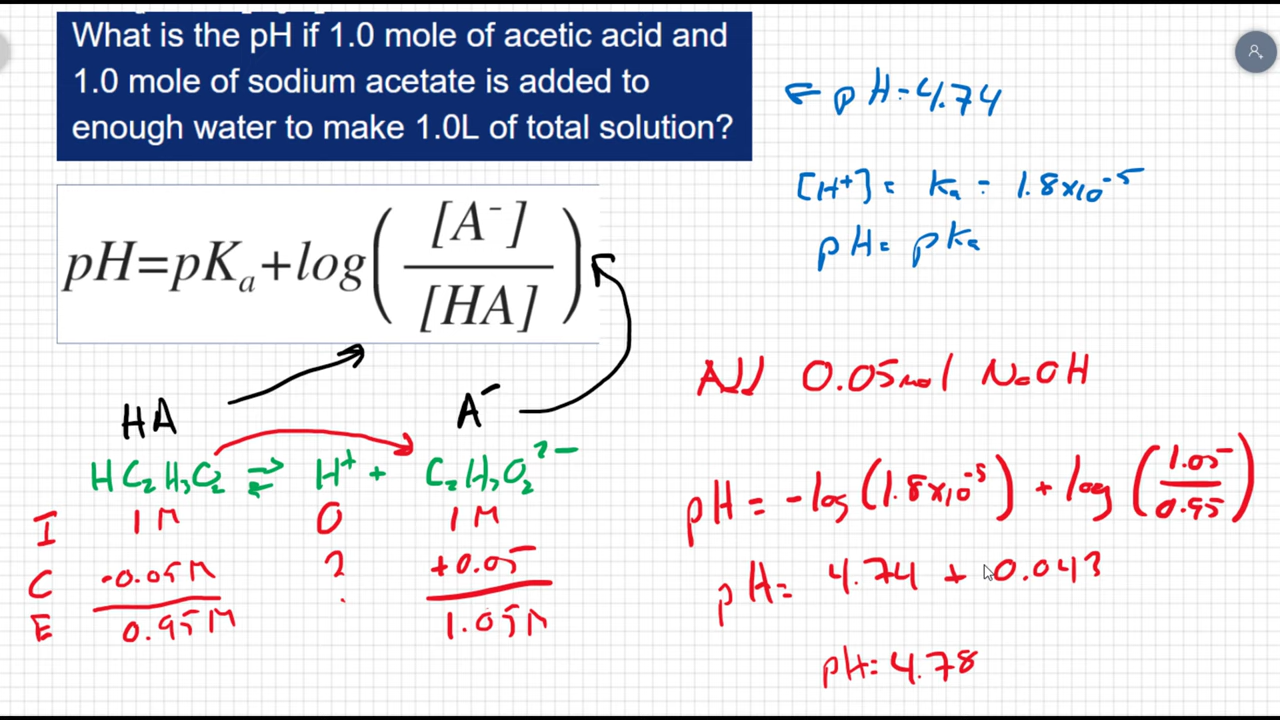 What is the pH if 1.0 mole of acetic acid and
1.0 mole of sodium acetate is added to
enough water to make 1.0L of total solution?
← pH=4.74
[H⁺] = Ka = 1.8x10⁻⁵
pH = pKa
pH=pKₐ+log([A⁻]/[HA])
HA A⁻
HC₂H₃O₂ ⇌ H⁺ + C₂H₃O₂⁻
I 1M 0 1M
C -0.05M ? +0.05
E 0.95M 1.05M
Add 0.05mol NaOH
pH = -log(1.8x10⁻⁵) + log(1.05/0.95)
pH= 4.74 + 0.043
pH=4.78